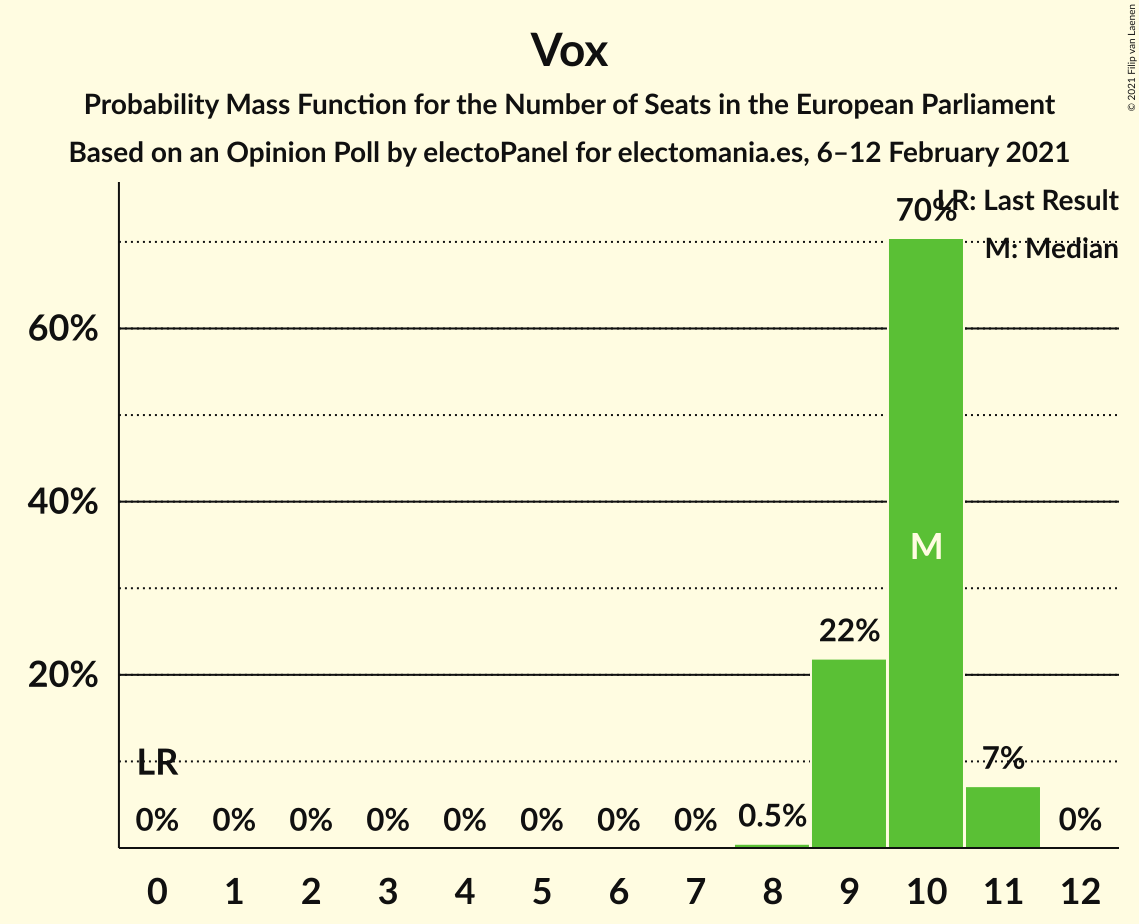 Vox
Probability Mass Function for the Number of Seats in the European Parliament
Based on an Opinion Poll by electoPanel for electomania.es, 6–12 February 2021
© 2021 Filip van Laenen
LR: Last Result
M: Median
60%
40%
20%
LR
M
0% 0% 0% 0% 0% 0% 0% 0% 0.5% 22% 70% 7% 0%
0 1 2 3 4 5 6 7 8 9 10 11 12